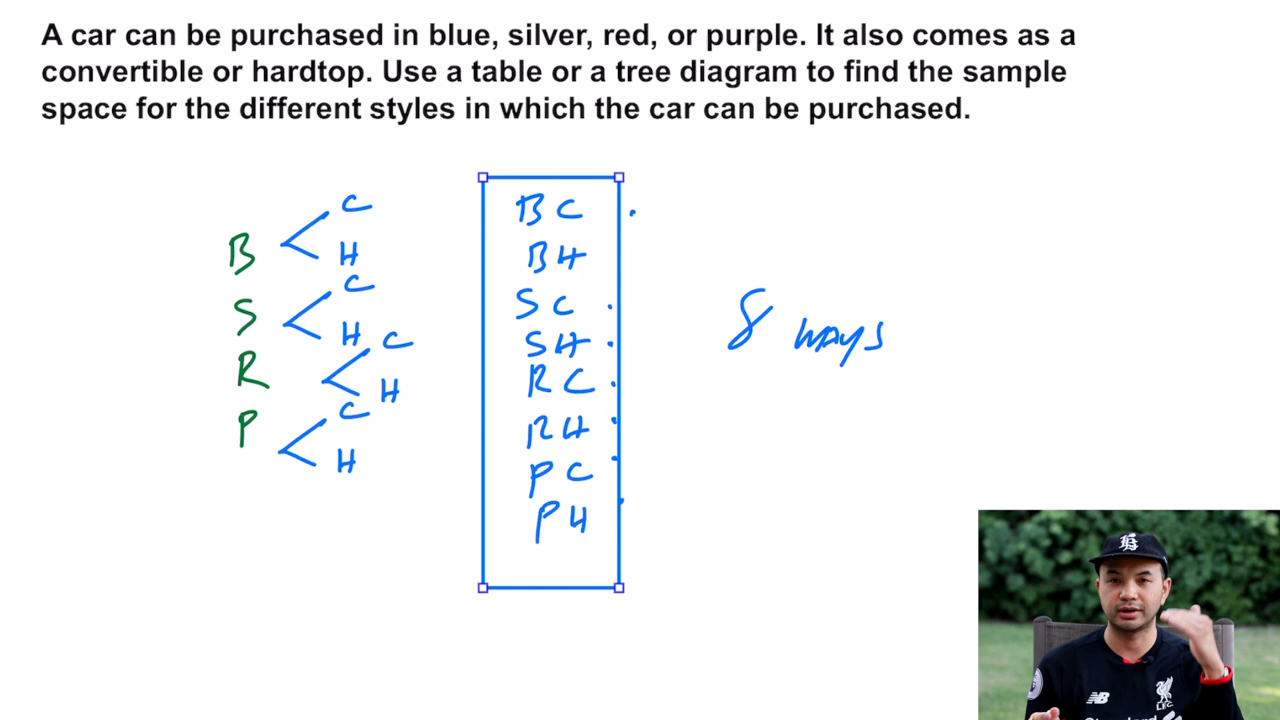 A car can be purchased in blue, silver, red, or purple. It also comes as a
convertible or hardtop. Use a table or a tree diagram to find the sample
space for the different styles in which the car can be purchased.
B
C
H
S
C
H
R
C
H
P
C
H
BC
BH
SC
SH
RC
RH
PC
PH
8 ways
NB
L.F.C.